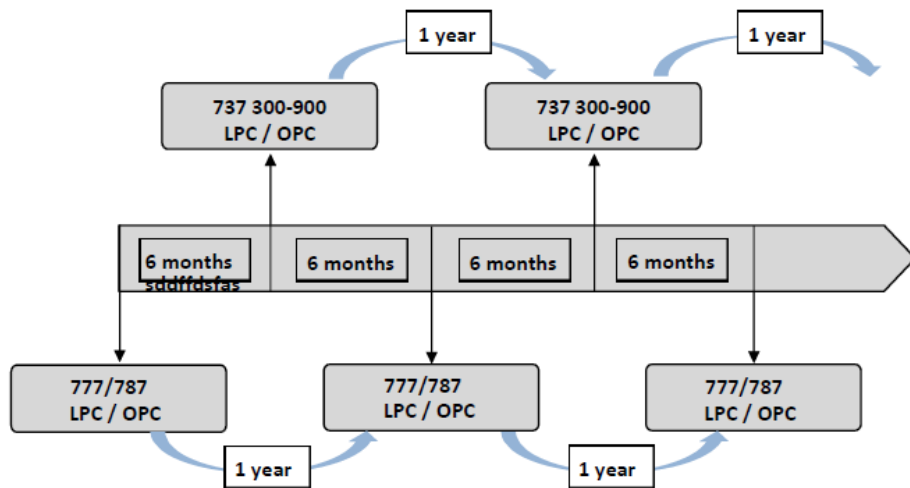 1 year
1 year
737 300-900
LPC / OPC
737 300-900
LPC / OPC
6 months
sddffdsfas
6 months
6 months
6 months
777/787
LPC / OPC
777/787
LPC / OPC
777/787
LPC / OPC
1 year
1 year